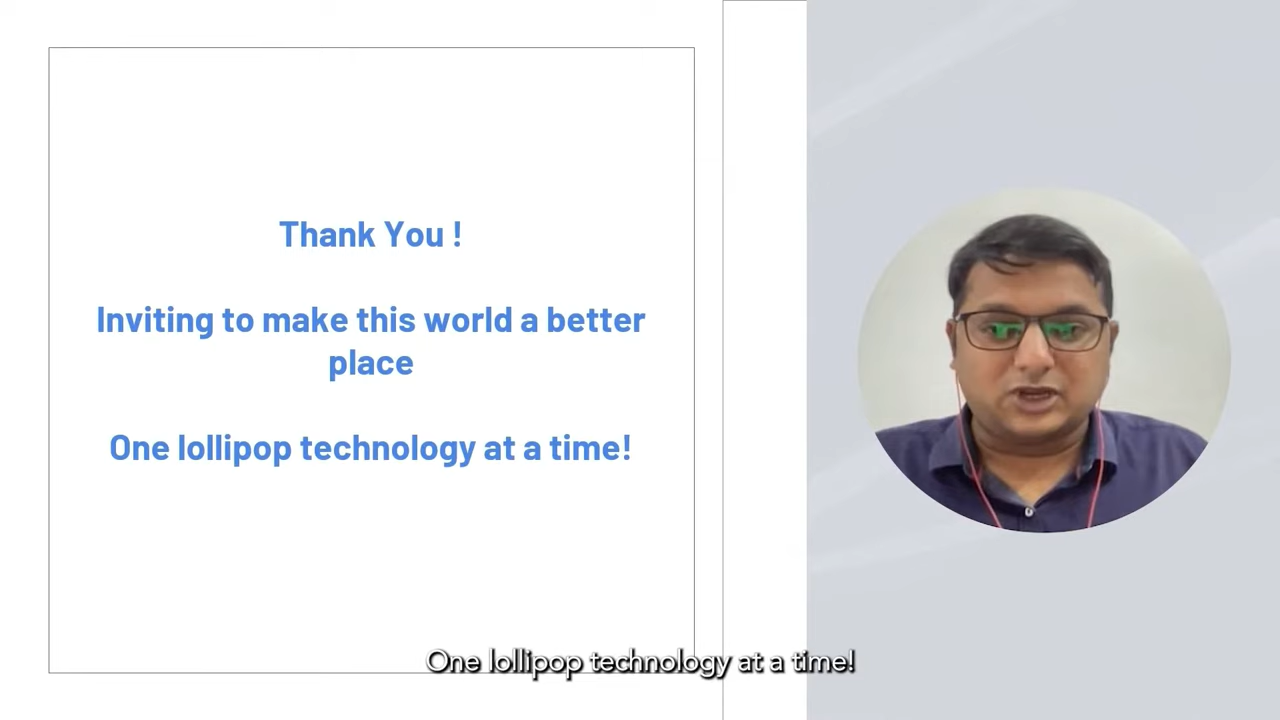 Thank You !
Inviting to make this world a better
place
One lollipop technology at a time!
One lollipop technology at a time!